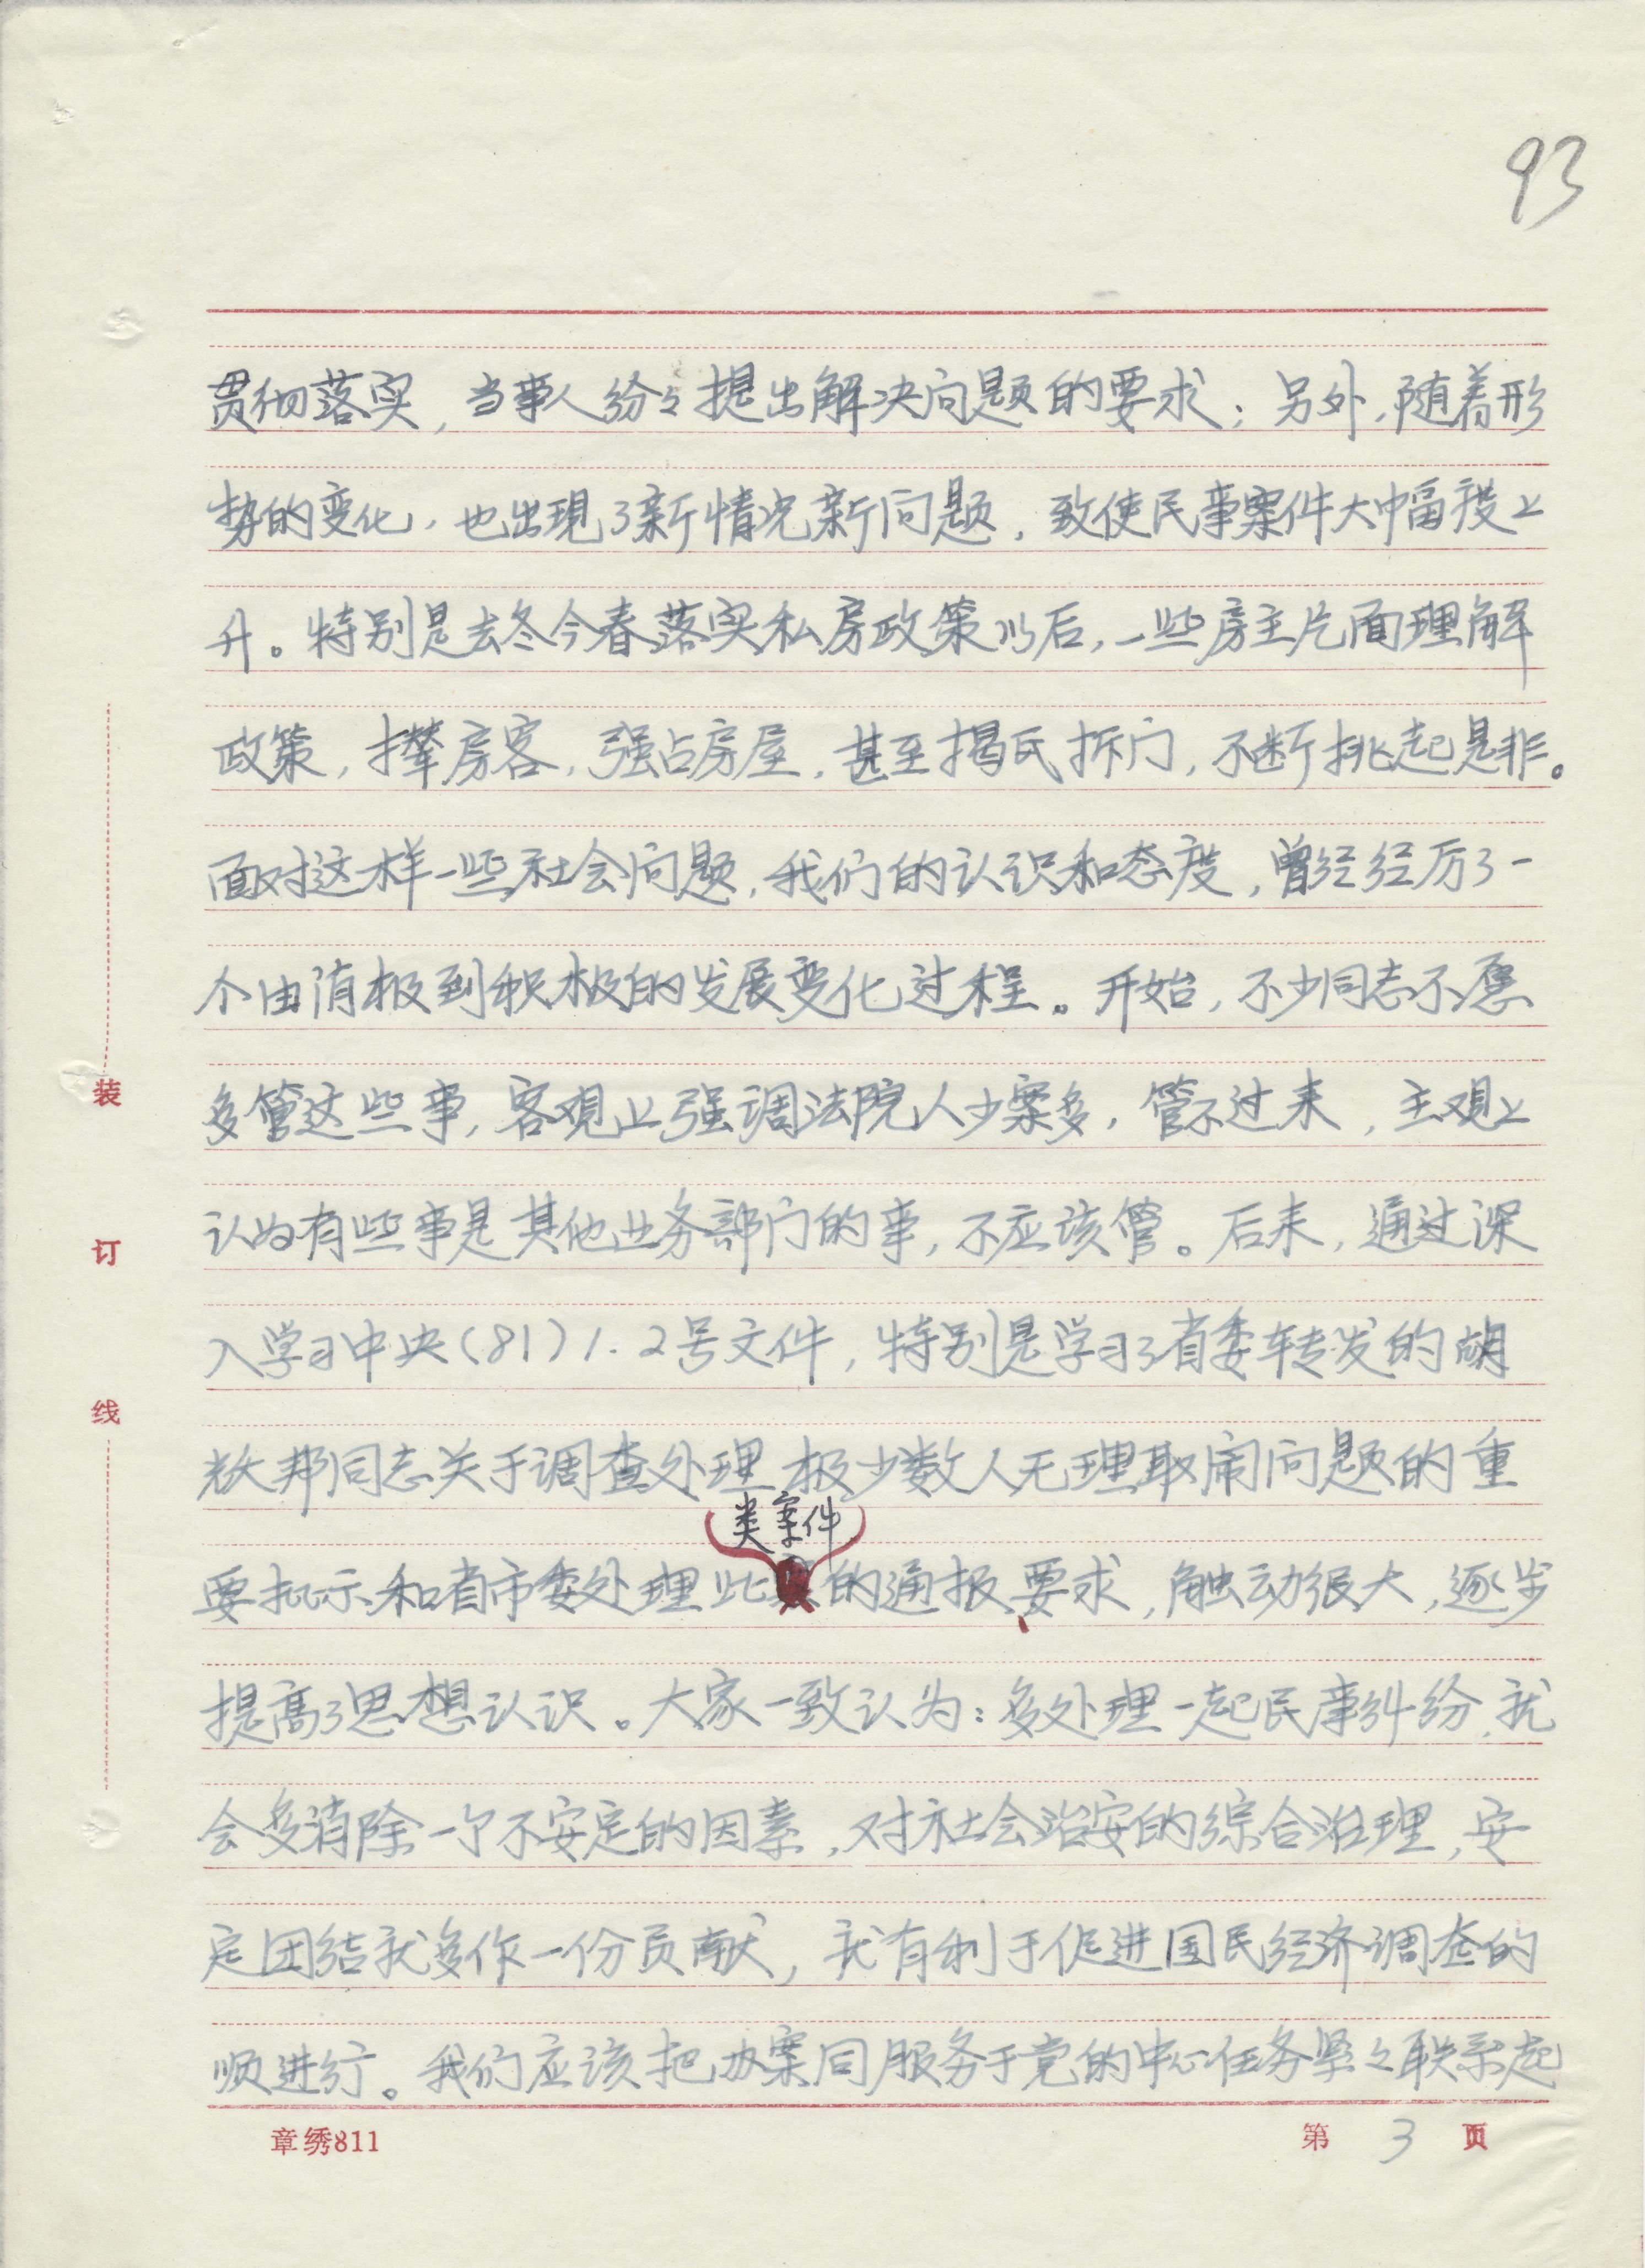 93
贯彻落实，当事人纷々提出解决问题的要求；另外，随着形
势的变化，也出现了新情况新问题，致使民事案件大幅度上
升。特别是去冬今春落实私房政策以后，一些房主片面理解
政策，撵房客，强占房屋，甚至揭瓦拆门，不断挑起是非。
面对这样一些社会问题，我们的认识和态度，曾经经历了一
个由消极到积极的发展变化过程。开始，不少同志不愿
多管这些事，客观上强调法院人少案多，管不过来，主观上
认为有些事是其他业务部门的事，不应该管。后来，通过深
入学习中央（81）1.2号文件，特别是学习了省委转发的胡
耀邦同志关于调查处理极少数人无理取闹问题的重
类案件
要批示和省市委处理此的通报、要求，触动很大，逐步
提高了思想认识。大家一致认为：多处理一起民事纠纷，就
会多消除一个不安定的因素，对社会治安的综合治理，安
定团结就多作一份贡献，就有利于促进国民经济调查的
顺进行。我们应该把办案同服务于党的中心任务紧々联系起
装
订
线
章绣811
第 3 页